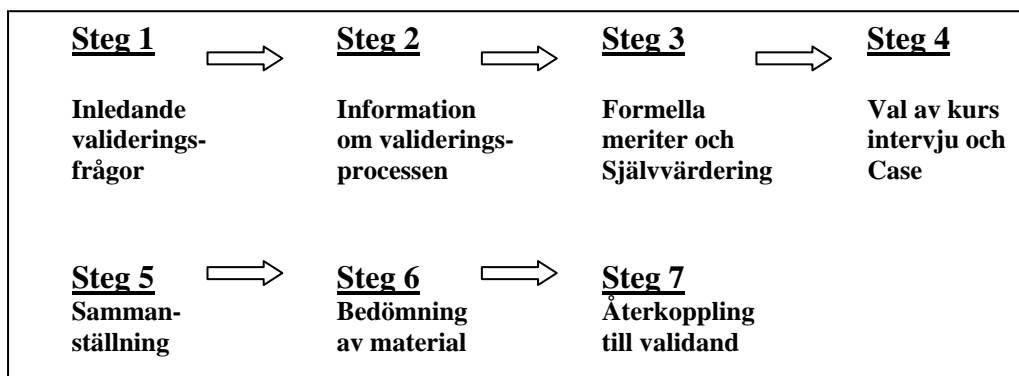 Steg 1
Inledande
validerings-
frågor
Steg 2
Information
om validerings-
processen
Steg 3
Formella
meriter och
Självvärdering
Steg 4
Val av kurs
intervju och
Case
Steg 5
Samman-
ställning
Steg 6
Bedömning
av material
Steg 7
Återkoppling
till validand